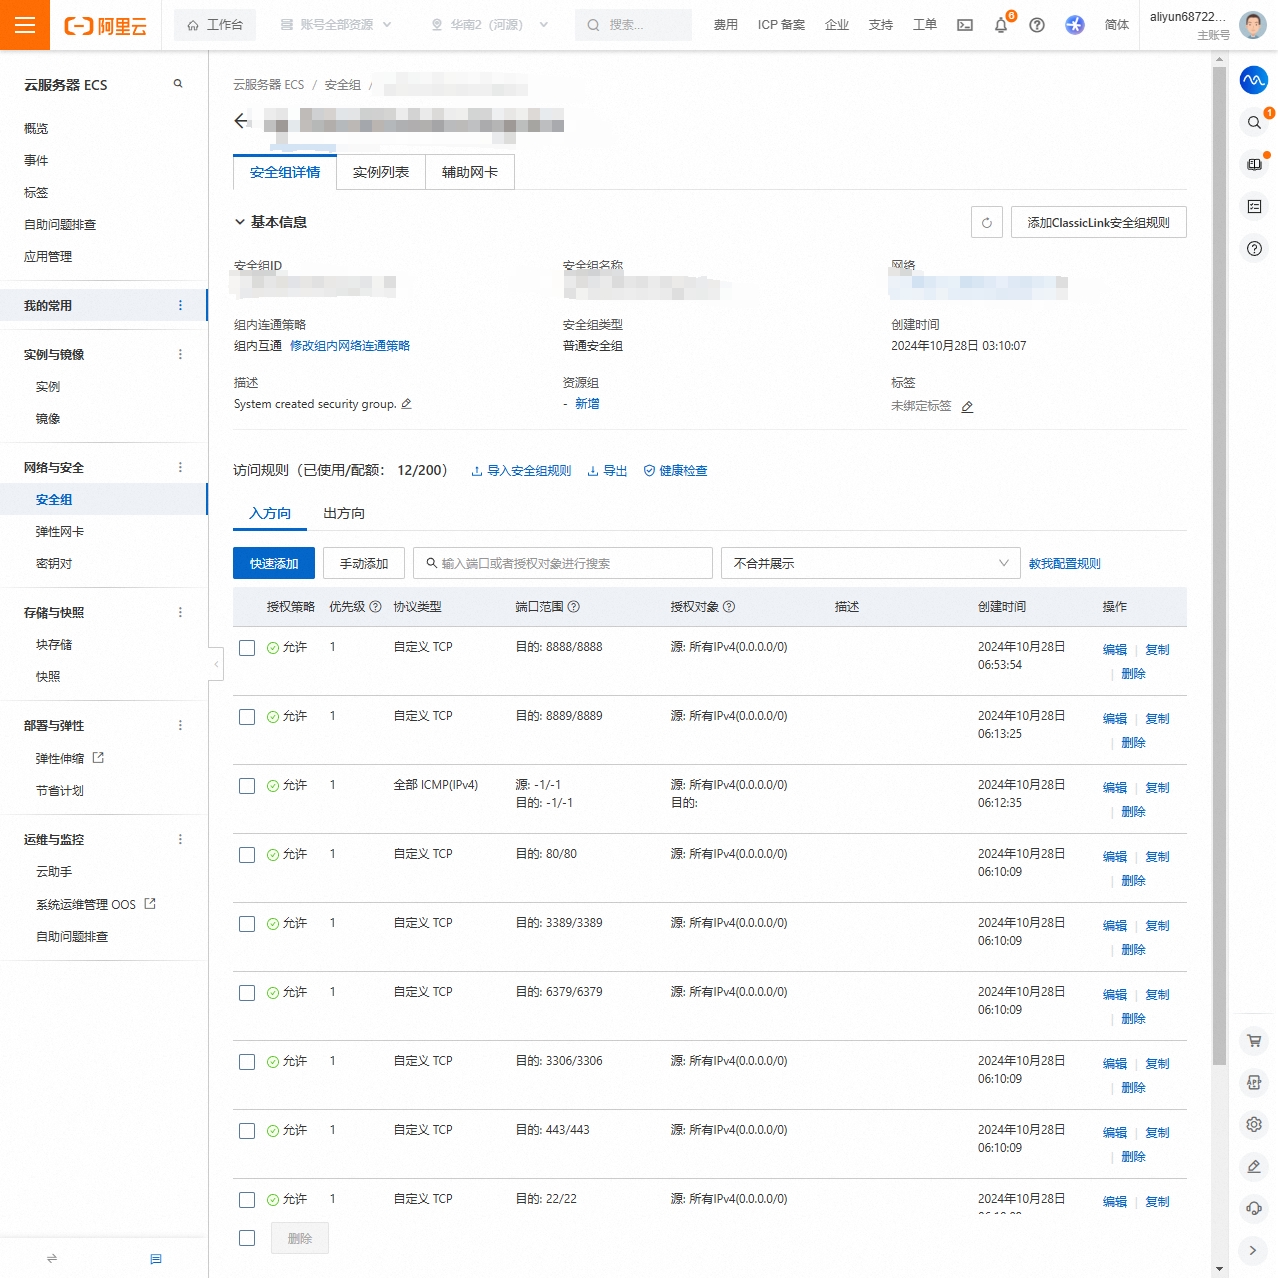 阿里云
工作台
账号全部资源
华南2（河源）
搜索...
费用
ICP 备案
企业
支持
工单
6
简体
aliyun68722...
主账号
云服务器 ECS
概览
事件
标签
自助问题排查
应用管理
我的常用
实例与镜像
实例
镜像
网络与安全
安全组
弹性网卡
密钥对
存储与快照
块存储
快照
部署与弹性
弹性伸缩
节省计划
运维与监控
云助手
系统运维管理 OOS
自助问题排查
云服务器 ECS / 安全组 /
安全组详情
实例列表
辅助网卡
基本信息
添加ClassicLink安全组规则
安全组ID
安全组名称
网络
组内连通策略
安全组类型
创建时间
组内互通 修改组内网络连通策略
普通安全组
2024年10月28日 03:10:07
描述
资源组
标签
System created security group.
- 新增
未绑定标签
访问规则（已使用/配额： 12/200） 导入安全组规则 导出 健康检查
入方向 出方向
快速添加 手动添加 输入端口或者授权对象进行搜索 不合并展示 教我配置规则
授权策略 优先级 协议类型 端口范围 授权对象 描述 创建时间 操作
允许 1 自定义 TCP 目的: 8888/8888 源: 所有IPv4(0.0.0.0/0) 2024年10月28日 编辑 | 复制
06:53:54 | 删除
允许 1 自定义 TCP 目的: 8889/8889 源: 所有IPv4(0.0.0.0/0) 2024年10月28日 编辑 | 复制
06:13:25 | 删除
允许 1 全部 ICMP(IPv4) 源: -1/-1 源: 所有IPv4(0.0.0.0/0) 2024年10月28日 编辑 | 复制
目的: -1/-1 目的: 06:12:35 | 删除
允许 1 自定义 TCP 目的: 80/80 源: 所有IPv4(0.0.0.0/0) 2024年10月28日 编辑 | 复制
06:10:09 | 删除
允许 1 自定义 TCP 目的: 3389/3389 源: 所有IPv4(0.0.0.0/0) 2024年10月28日 编辑 | 复制
06:10:09 | 删除
允许 1 自定义 TCP 目的: 6379/6379 源: 所有IPv4(0.0.0.0/0) 2024年10月28日 编辑 | 复制
06:10:09 | 删除
允许 1 自定义 TCP 目的: 3306/3306 源: 所有IPv4(0.0.0.0/0) 2024年10月28日 编辑 | 复制
06:10:09 | 删除
允许 1 自定义 TCP 目的: 443/443 源: 所有IPv4(0.0.0.0/0) 2024年10月28日 编辑 | 复制
06:10:09 | 删除
允许 1 自定义 TCP 目的: 22/22 源: 所有IPv4(0.0.0.0/0) 2024年10月28日 编辑 | 复制
删除
1
API